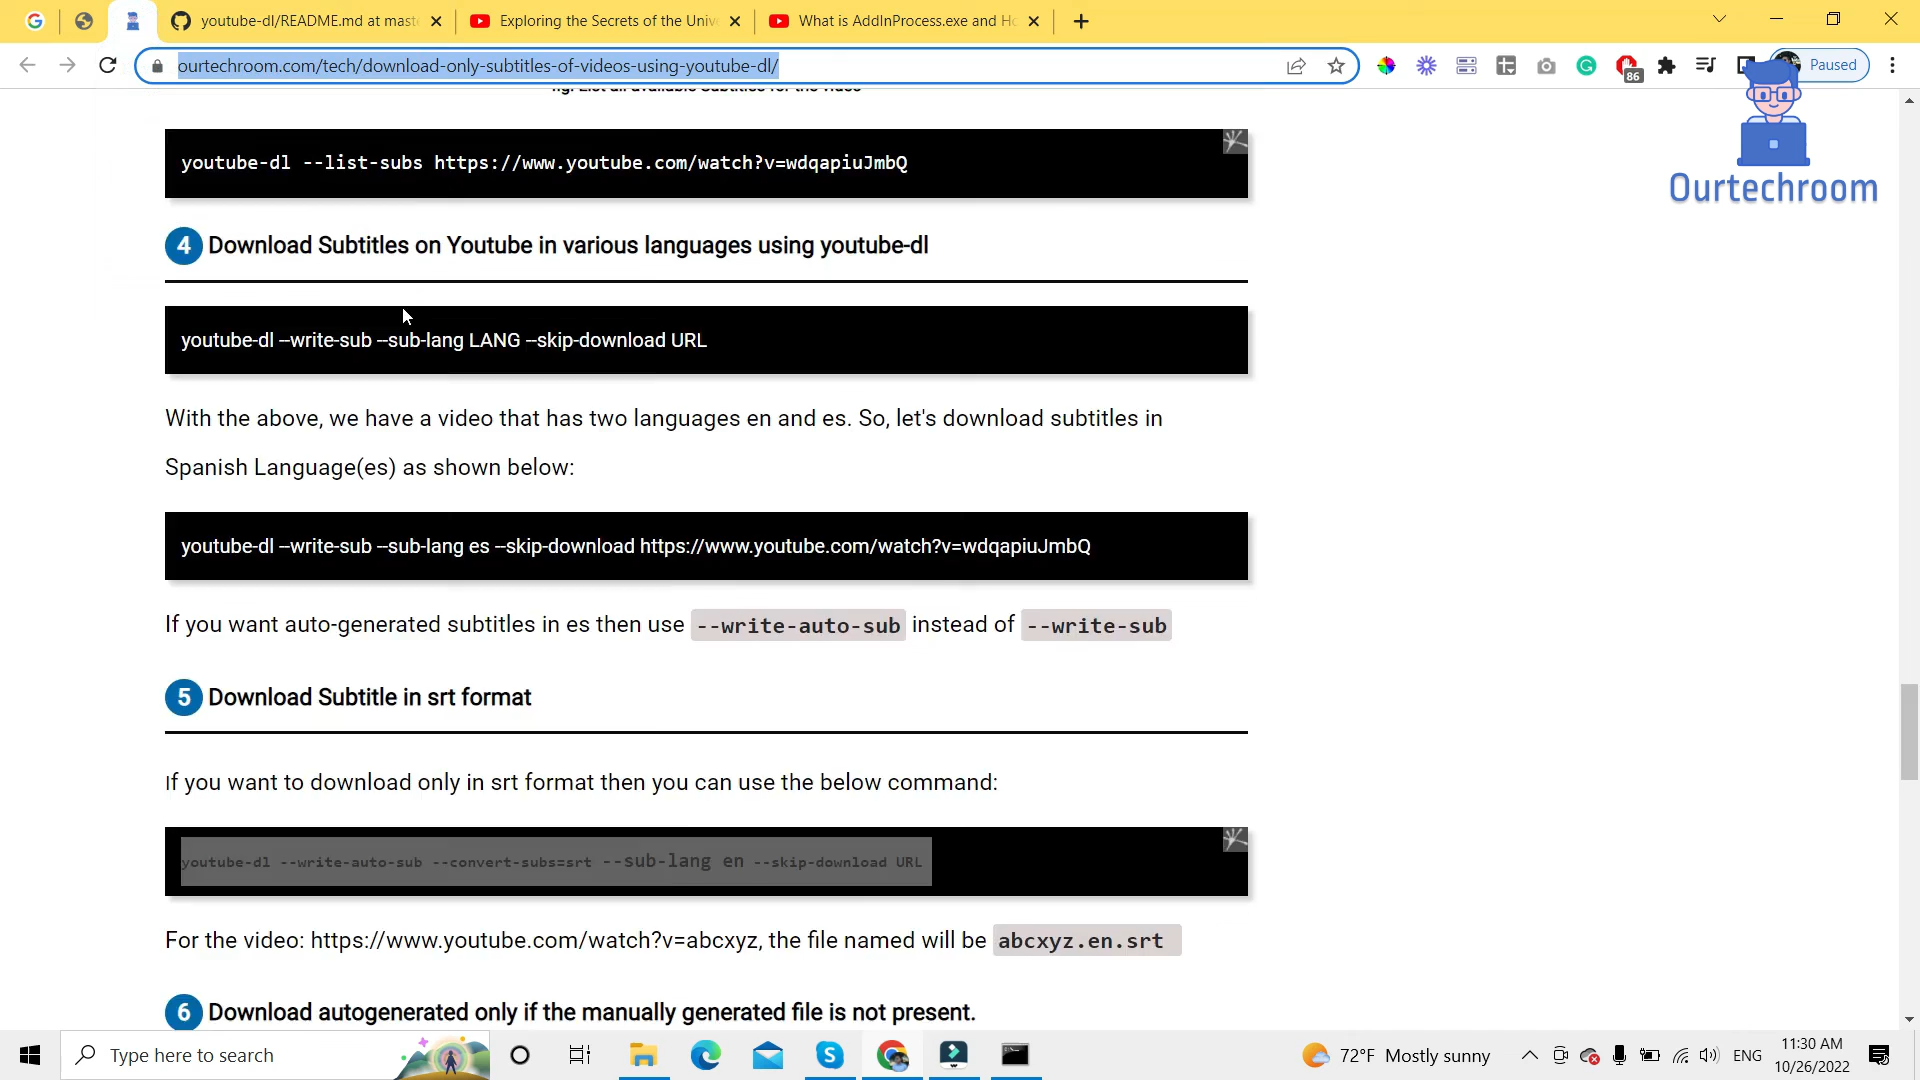 youtube-dl/README.md at mast
Exploring the Secrets of the Univ
What is AddInProcess.exe and Ho
ourtechroom.com/tech/download-only-subtitles-of-videos-using-youtube-dl/
86
Paused
Ourtechroom
fig: List all available Subtitles for the video
youtube-dl --list-subs https://www.youtube.com/watch?v=wdqapiuJmbQ
4 Download Subtitles on Youtube in various languages using youtube-dl
youtube-dl --write-sub --sub-lang LANG --skip-download URL
With the above, we have a video that has two languages en and es. So, let's download subtitles in
Spanish Language(es) as shown below:
youtube-dl --write-sub --sub-lang es --skip-download https://www.youtube.com/watch?v=wdqapiuJmbQ
If you want auto-generated subtitles in es then use --write-auto-sub instead of --write-sub
5 Download Subtitle in srt format
If you want to download only in srt format then you can use the below command:
youtube-dl --write-auto-sub --convert-subs=srt --sub-lang en --skip-download URL
For the video: https://www.youtube.com/watch?v=abcxyz, the file named will be abcxyz.en.srt
6 Download autogenerated only if the manually generated file is not present.
Type here to search
72°F Mostly sunny
ENG
11:30 AM
10/26/2022